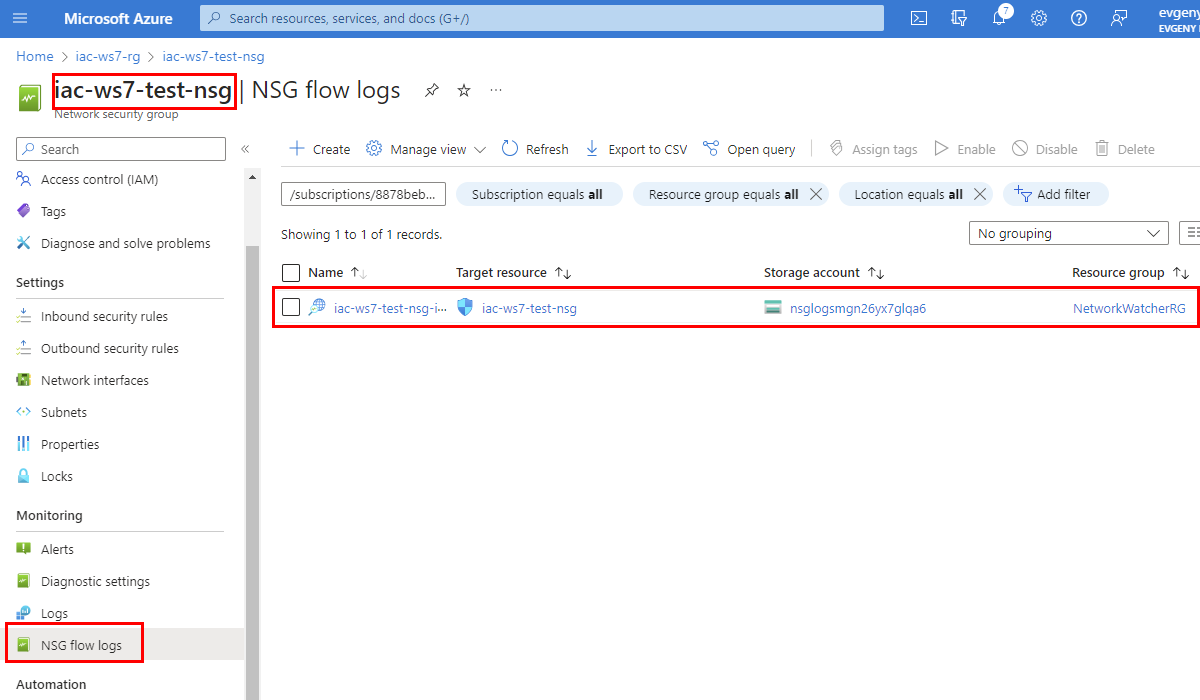 Microsoft Azure
Search resources, services, and docs (G+/)
7
evgeny
EVGENY
Home > iac-ws7-rg > iac-ws7-test-nsg
iac-ws7-test-nsg | NSG flow logs
Network security group
Search
Access control (IAM)
Tags
Diagnose and solve problems
Settings
Inbound security rules
Outbound security rules
Network interfaces
Subnets
Properties
Locks
Monitoring
Alerts
Diagnostic settings
Logs
NSG flow logs
Automation
Create Manage view Refresh Export to CSV Open query Assign tags Enable Disable Delete
/subscriptions/8878beb... Subscription equals all Resource group equals all Location equals all Add filter
Showing 1 to 1 of 1 records.
No grouping
Name Target resource Storage account Resource group
iac-ws7-test-nsg-i... iac-ws7-test-nsg nsglogsmgn26yx7glqa6 NetworkWatcherRG